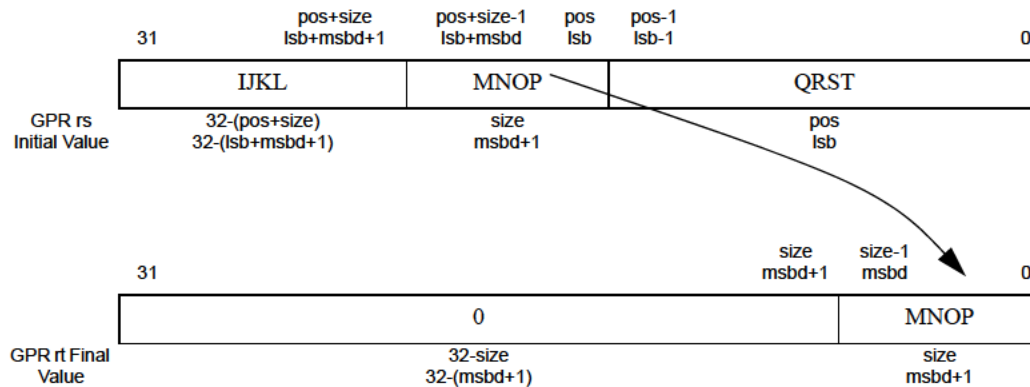 pos+size pos+size-1 pos pos-1
31 lsb+msbd+1 lsb+msbd lsb lsb-1 0
IJKL MNOP QRST
GPR rs 32-(pos+size) size pos
Initial Value 32-(lsb+msbd+1) msbd+1 lsb
size size-1
31 msbd+1 msbd 0
0 MNOP
GPR rt Final 32-size size
Value 32-(msbd+1) msbd+1